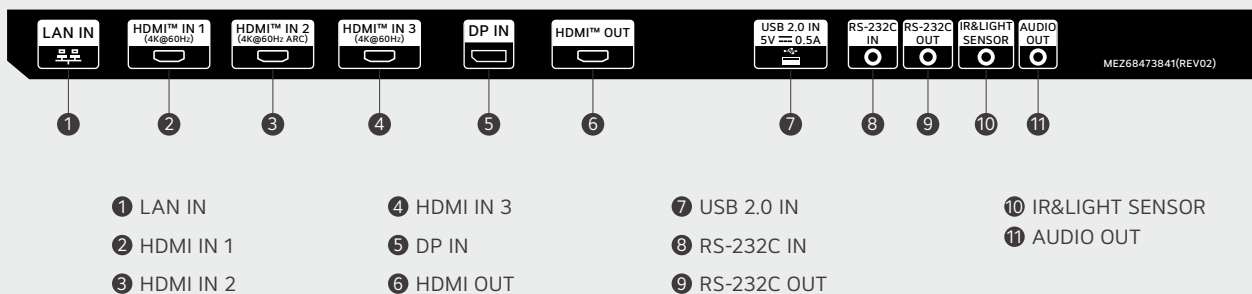 LAN IN
HDMI™ IN 1
(4K@60Hz)
HDMI™ IN 2
(4K@60Hz ARC)
HDMI™ IN 3
(4K@60Hz)
DP IN
HDMI™ OUT
USB 2.0 IN
5V ⎓ 0.5A
RS-232C
IN
RS-232C
OUT
IR&LIGHT
SENSOR
AUDIO
OUT
MEZ68473841(REV02)
1
2
3
4
5
6
7
8
9
10
11
1 LAN IN
2 HDMI IN 1
3 HDMI IN 2
4 HDMI IN 3
5 DP IN
6 HDMI OUT
7 USB 2.0 IN
8 RS-232C IN
9 RS-232C OUT
10 IR&LIGHT SENSOR
11 AUDIO OUT